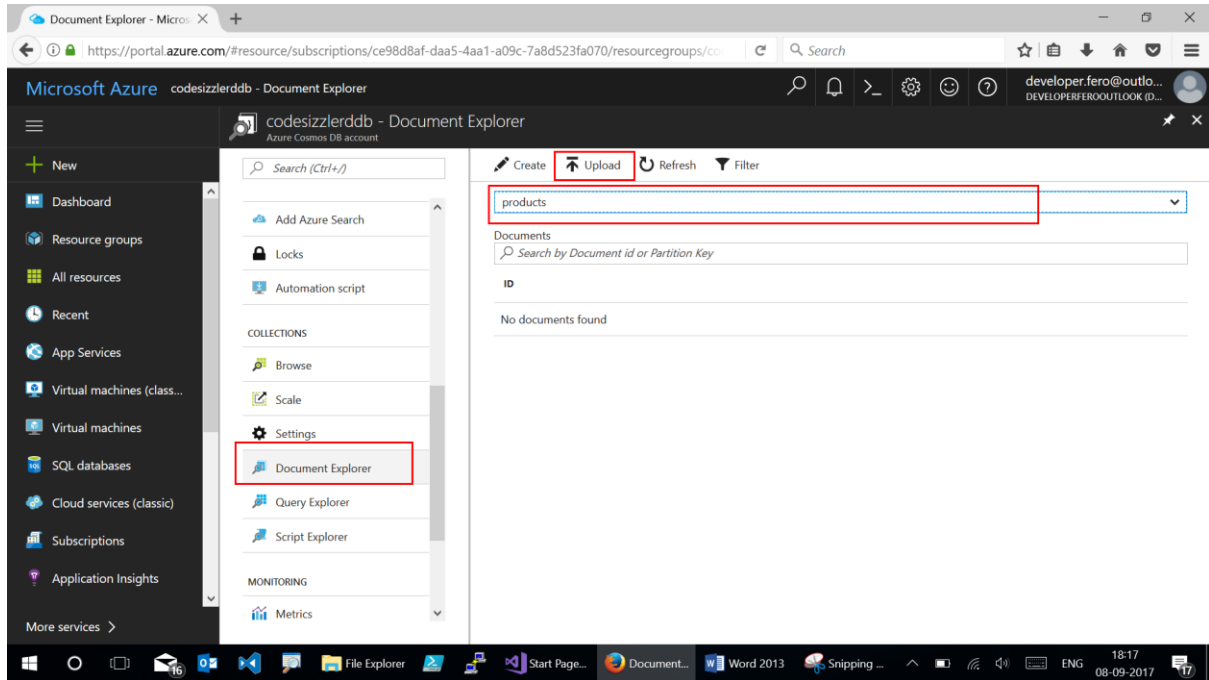 Document Explorer - Micros
https://portal.azure.com/#resource/subscriptions/ce98d8af-daa5-4aa1-a09c-7a8d523fa070/resourcegroups/co
Search
Microsoft Azure codesizzlerddb - Document Explorer
developer.fero@outlo...
DEVELOPERFEROOUTLOOK (D...
codesizzlerddb - Document Explorer
Azure Cosmos DB account
New
Dashboard
Resource groups
All resources
Recent
App Services
Virtual machines (class...
Virtual machines
SQL databases
Cloud services (classic)
Subscriptions
Application Insights
More services >
Search (Ctrl+/)
Add Azure Search
Locks
Automation script
COLLECTIONS
Browse
Scale
Settings
Document Explorer
Query Explorer
Script Explorer
MONITORING
Metrics
Create Upload Refresh Filter
products
Documents
Search by Document id or Partition Key
ID
No documents found
16
File Explorer
Start Page...
Document...
Word 2013
Snipping ...
ENG
18:17
08-09-2017
17